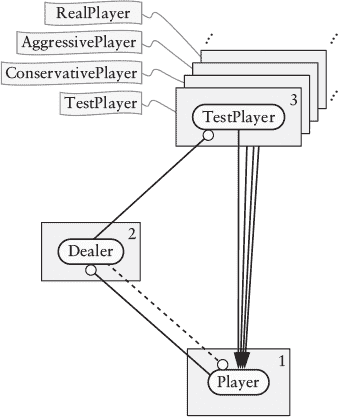 RealPlayer
AggressivePlayer
ConservativePlayer
TestPlayer
3
TestPlayer
2
Dealer
1
Player